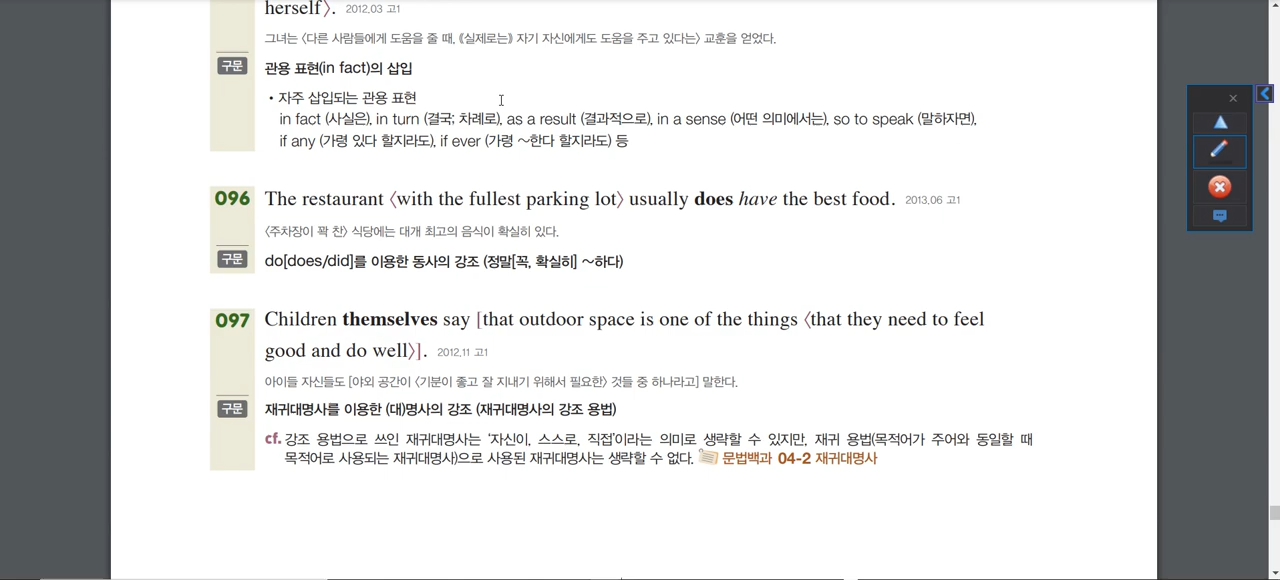 herself〉. 2012.03 고1
그녀는 〈다른 사람들에게 도움을 줄 때, 《실제로는》 자기 자신에게도 도움을 주고 있다는〉 교훈을 얻었다.
구문 관용 표현(in fact)의 삽입
• 자주 삽입되는 관용 표현
in fact (사실은), in turn (결국; 차례로), as a result (결과적으로), in a sense (어떤 의미에서는), so to speak (말하자면),
if any (가령 있다 할지라도), if ever (가령 ~한다 할지라도) 등
096 The restaurant 〈with the fullest parking lot〉 usually does have the best food. 2013.06 고1
〈주차장이 꽉 찬〉 식당에는 대개 최고의 음식이 확실히 있다.
구문 do[does/did]를 이용한 동사의 강조 (정말[꼭, 확실히] ~하다)
097 Children themselves say [that outdoor space is one of the things 〈that they need to feel
good and do well〉]. 2012.11 고1
아이들 자신들도 [야외 공간이 〈기분이 좋고 잘 지내기 위해서 필요한〉 것들 중 하나라고] 말한다.
구문 재귀대명사를 이용한 (대)명사의 강조 (재귀대명사의 강조 용법)
cf. 강조 용법으로 쓰인 재귀대명사는 '자신이, 스스로, 직접'이라는 의미로 생략할 수 있지만, 재귀 용법(목적어가 주어와 동일할 때
목적어로 사용되는 재귀대명사)으로 사용된 재귀대명사는 생략할 수 없다. 문법백과 04-2 재귀대명사